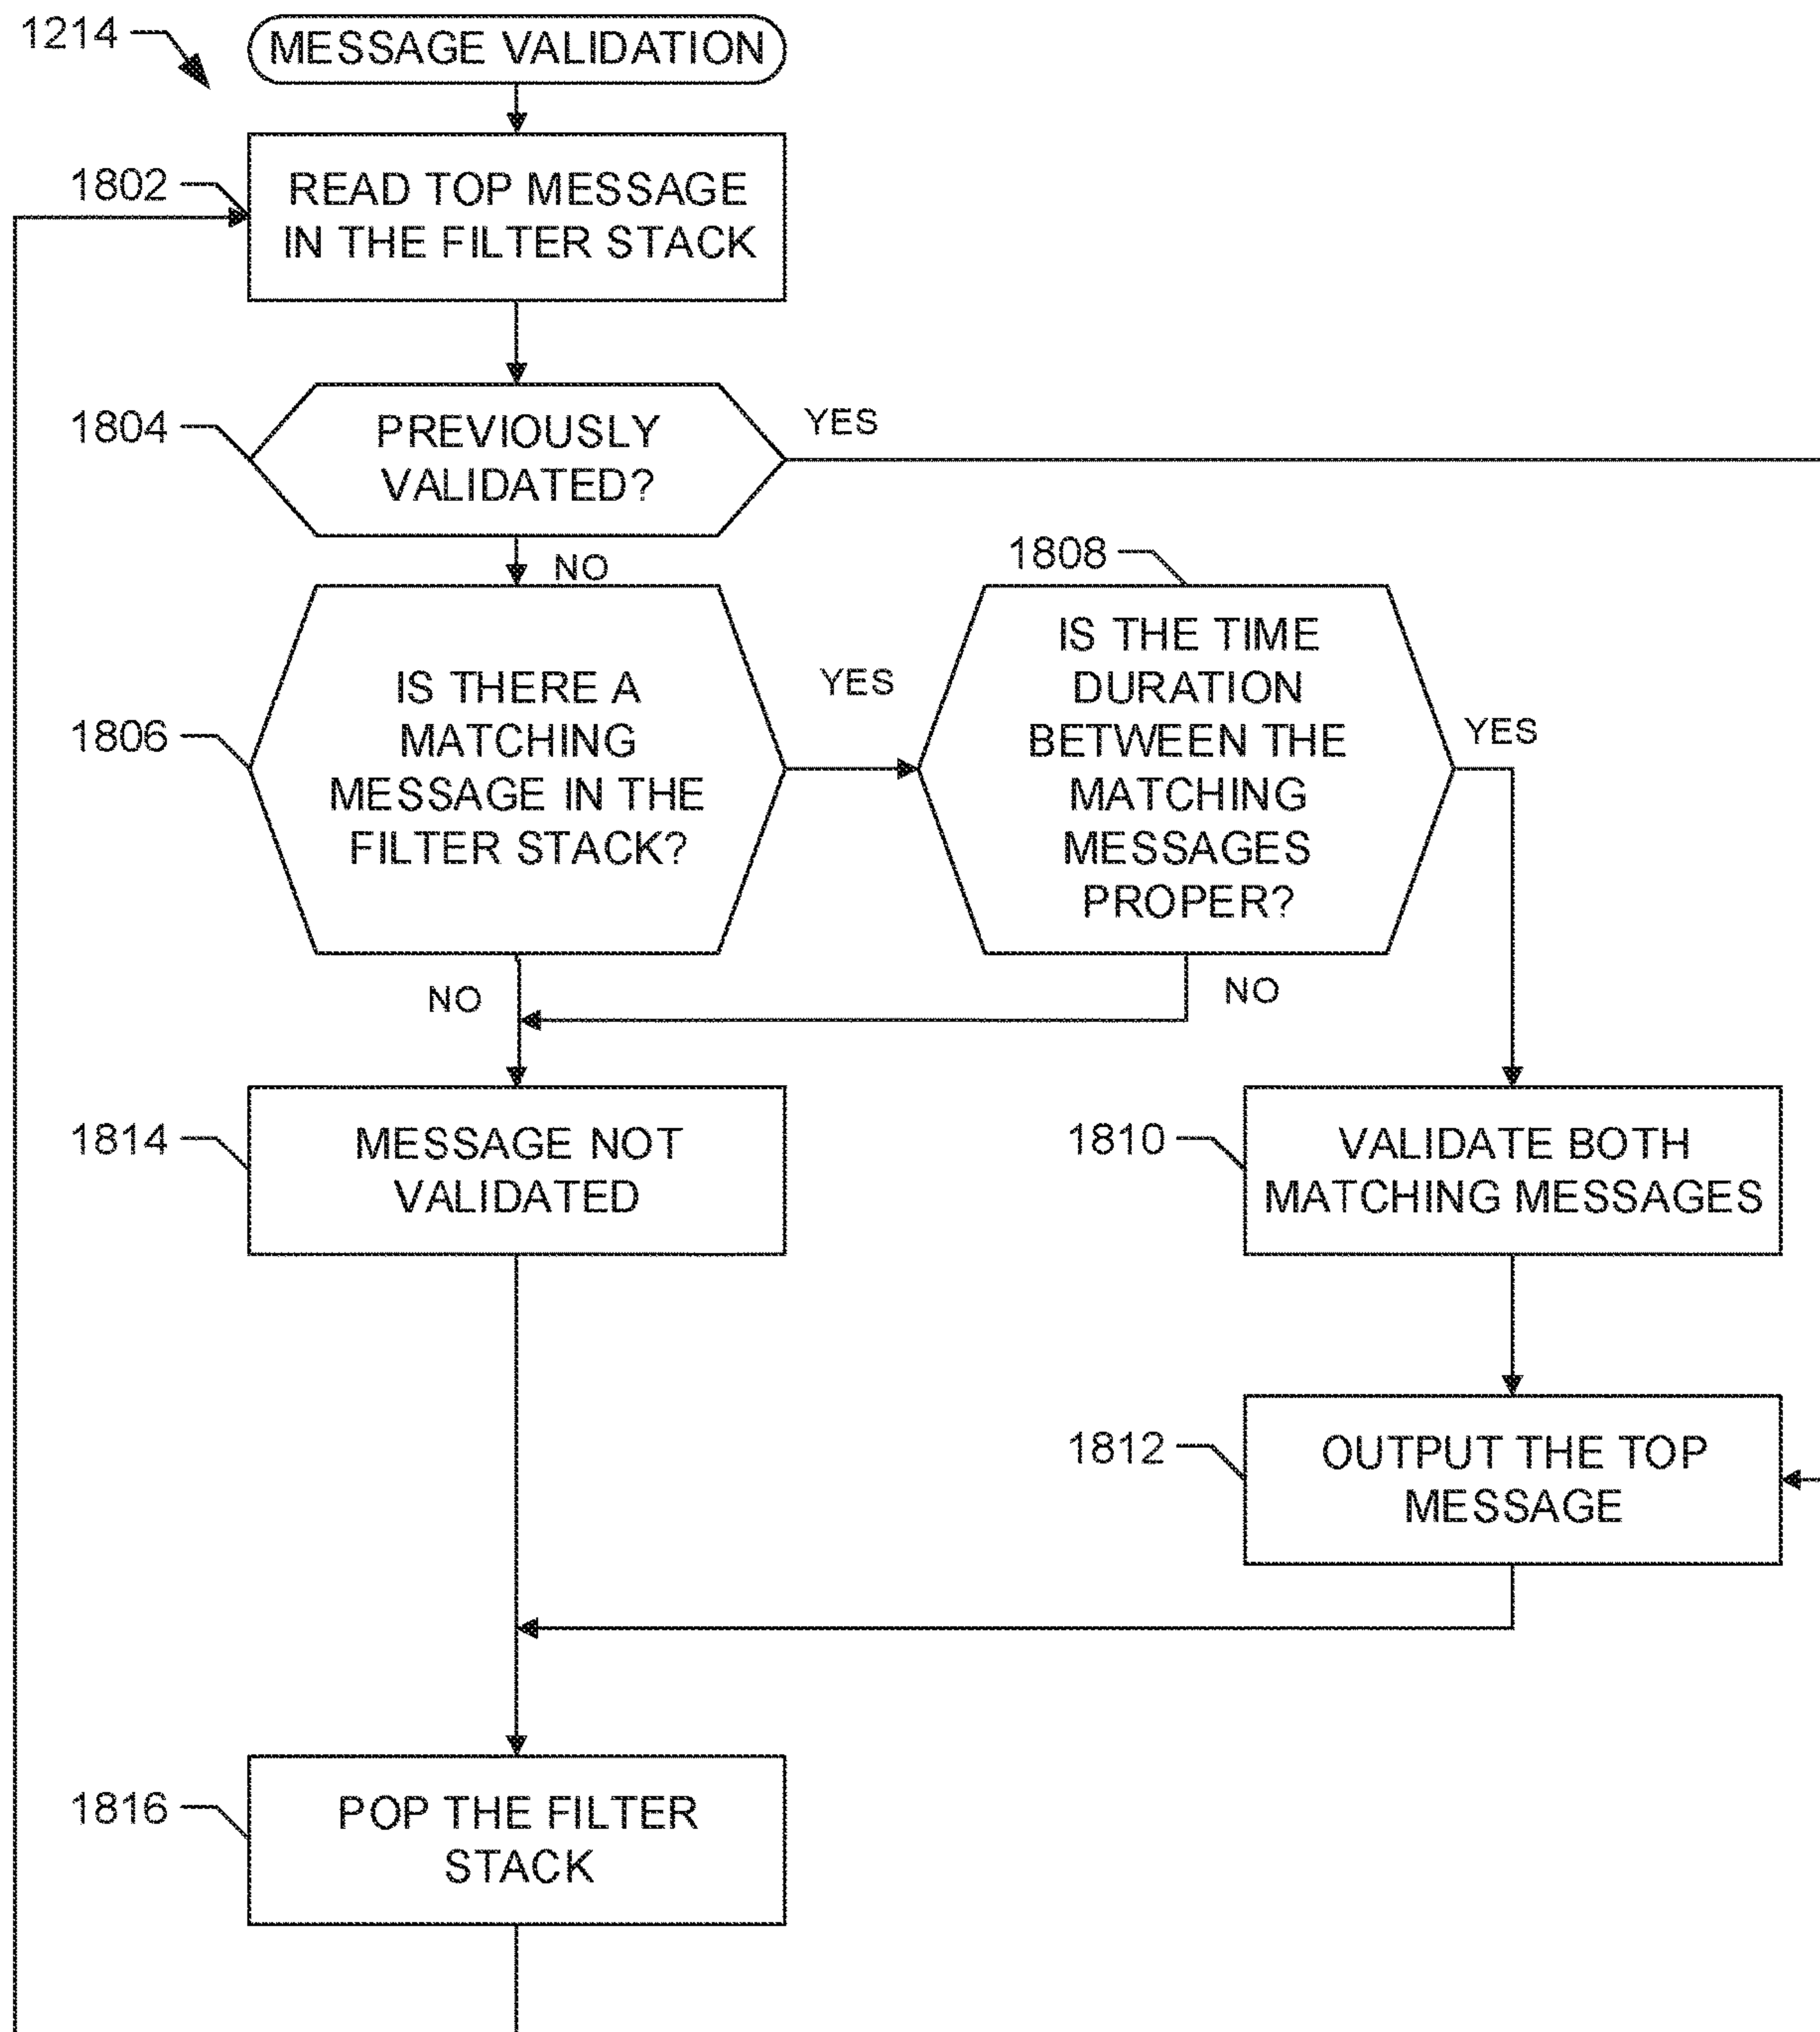 1214
MESSAGE VALIDATION
1802
READ TOP MESSAGE
IN THE FILTER STACK
1804
PREVIOUSLY
VALIDATED?
YES
NO
1806
IS THERE A
MATCHING
MESSAGE IN THE
FILTER STACK?
YES
NO
1808
IS THE TIME
DURATION
BETWEEN THE
MATCHING
MESSAGES
PROPER?
YES
NO
1814
MESSAGE NOT
VALIDATED
1810
VALIDATE BOTH
MATCHING MESSAGES
1812
OUTPUT THE TOP
MESSAGE
1816
POP THE FILTER
STACK